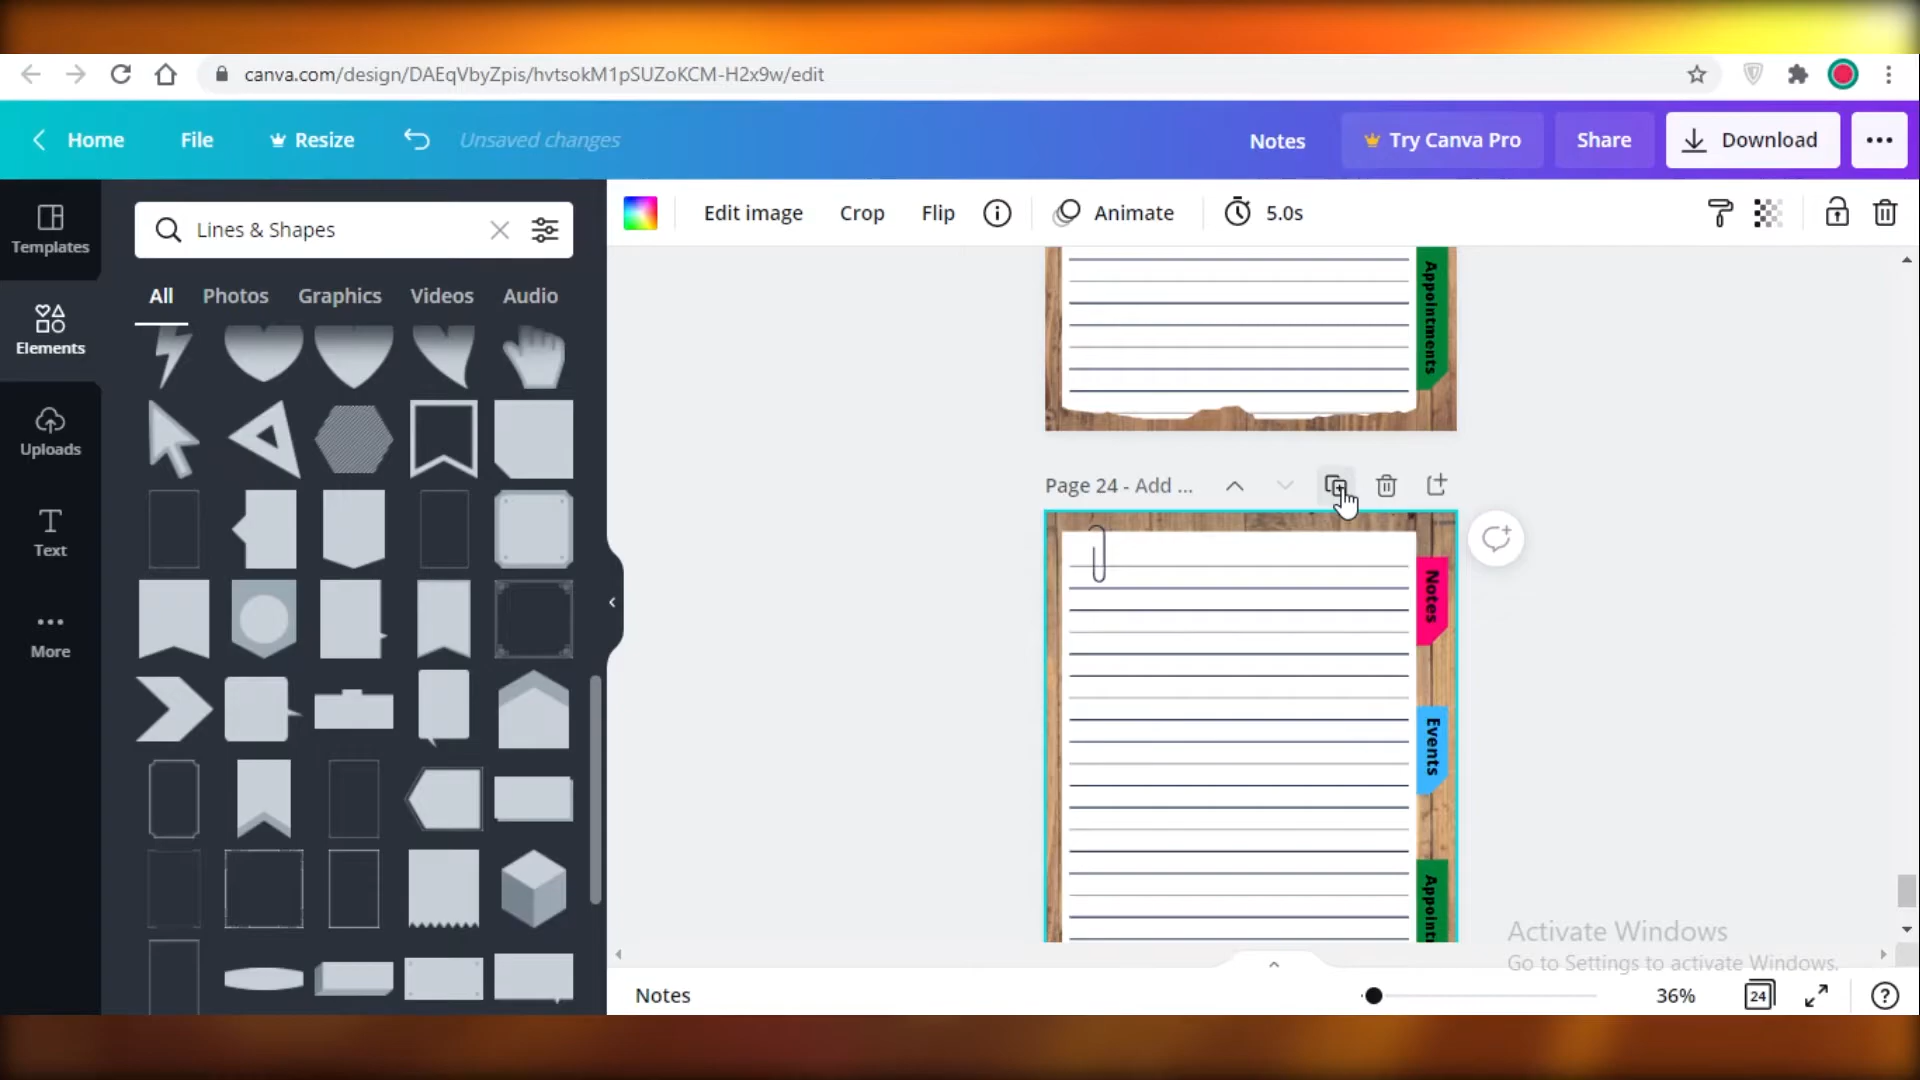 canva.com/design/DAEqVbyZpis/hvtsokM1pSUZoKCM-H2x9w/edit
Home
File
Resize
Unsaved changes
Notes
Try Canva Pro
Share
Download
Templates
Elements
Uploads
Text
More
Lines & Shapes
All
Photos
Graphics
Videos
Audio
Edit image
Crop
Flip
Animate
5.0s
Appointments
Page 24 - Add ...
Notes
Events
Appoint
Activate Windows
Go to Settings to activate Windows.
Notes
36%
24